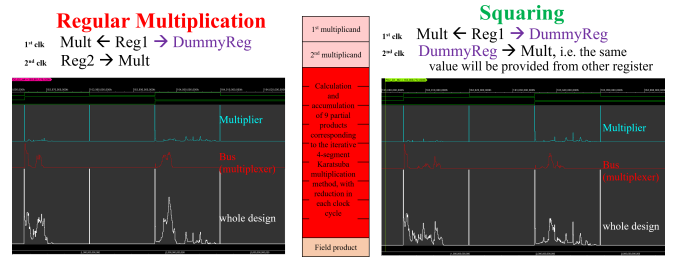 Regular Multiplication
1st clk Mult ← Reg1 → DummyReg
2nd clk Reg2 → Mult
Multiplier
Bus
(multiplexer)
whole design
1st multiplicand
2nd multiplicand
Calculation
and
accumulation
of 9 partial
products
corresponding
to the iterative
4-segment
Karatsuba
multiplication
method, with
reduction in
each clock
cycle
Field product
Squaring
1st clk Mult ← Reg1 → DummyReg
2nd clk DummyReg → Mult, i.e. the same
value will be provided from other register
Multiplier
Bus
(multiplexer)
whole design